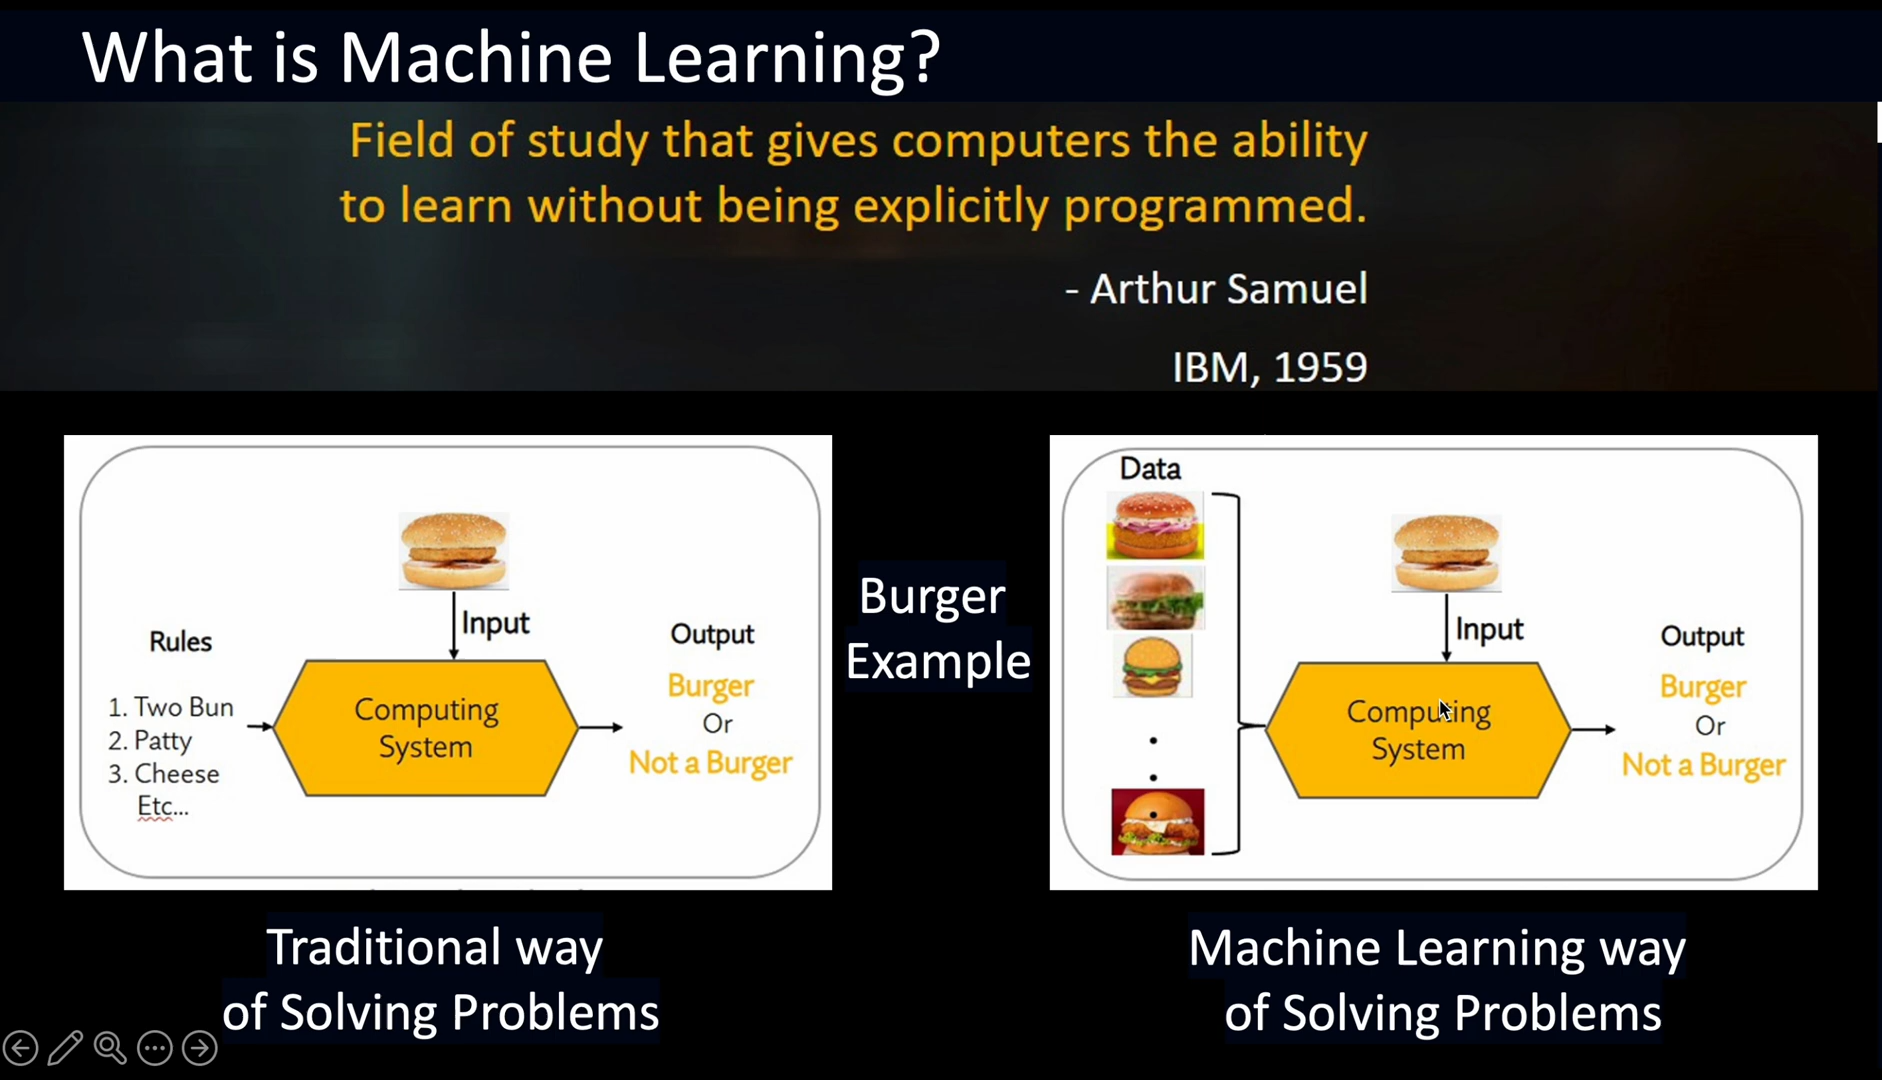 What is Machine Learning?
Field of study that gives computers the ability
to learn without being explicitly programmed.
- Arthur Samuel
IBM, 1959
Input
Rules
1. Two Bun
2. Patty
3. Cheese
Etc...
Computing
System
Output
Burger
Or
Not a Burger
Burger
Example
Data
Input
Computing
System
Output
Burger
Or
Not a Burger
Traditional way
of Solving Problems
Machine Learning way
of Solving Problems